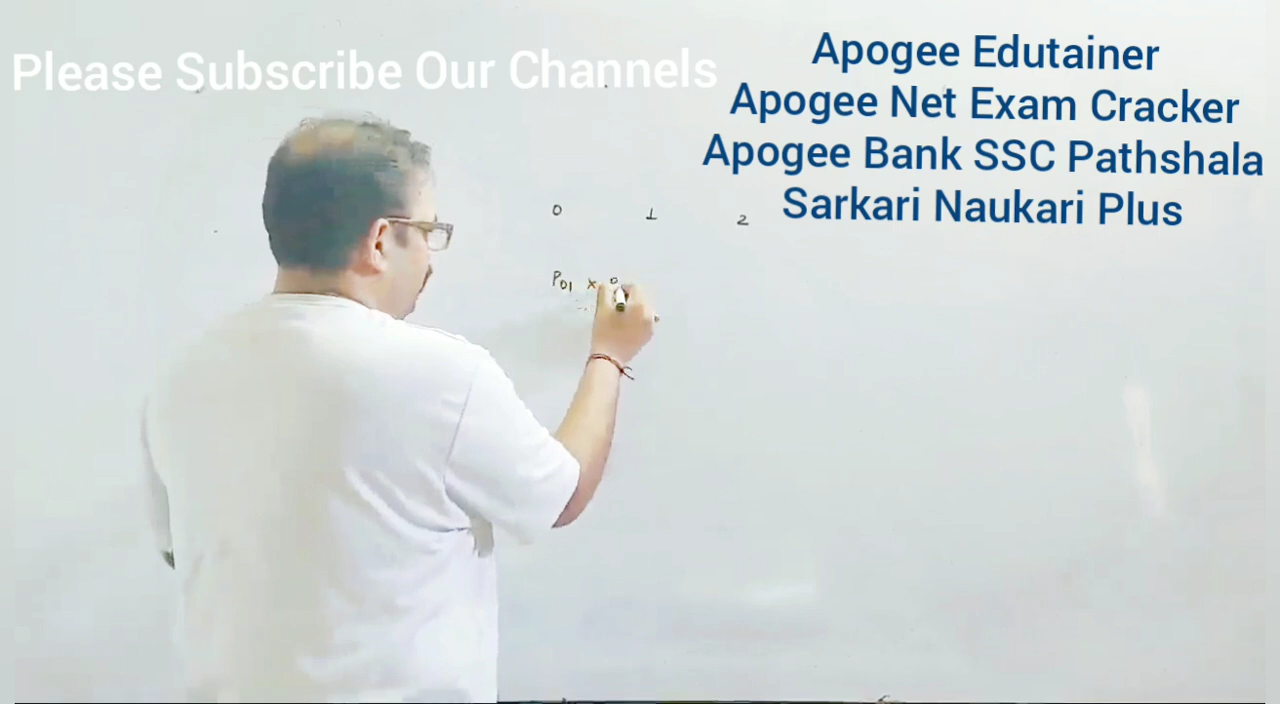 Please Subscribe Our Channels
Apogee Edutainer
Apogee Net Exam Cracker
Apogee Bank SSC Pathshala
Sarkari Naukari Plus
0 1 2
P01 ×